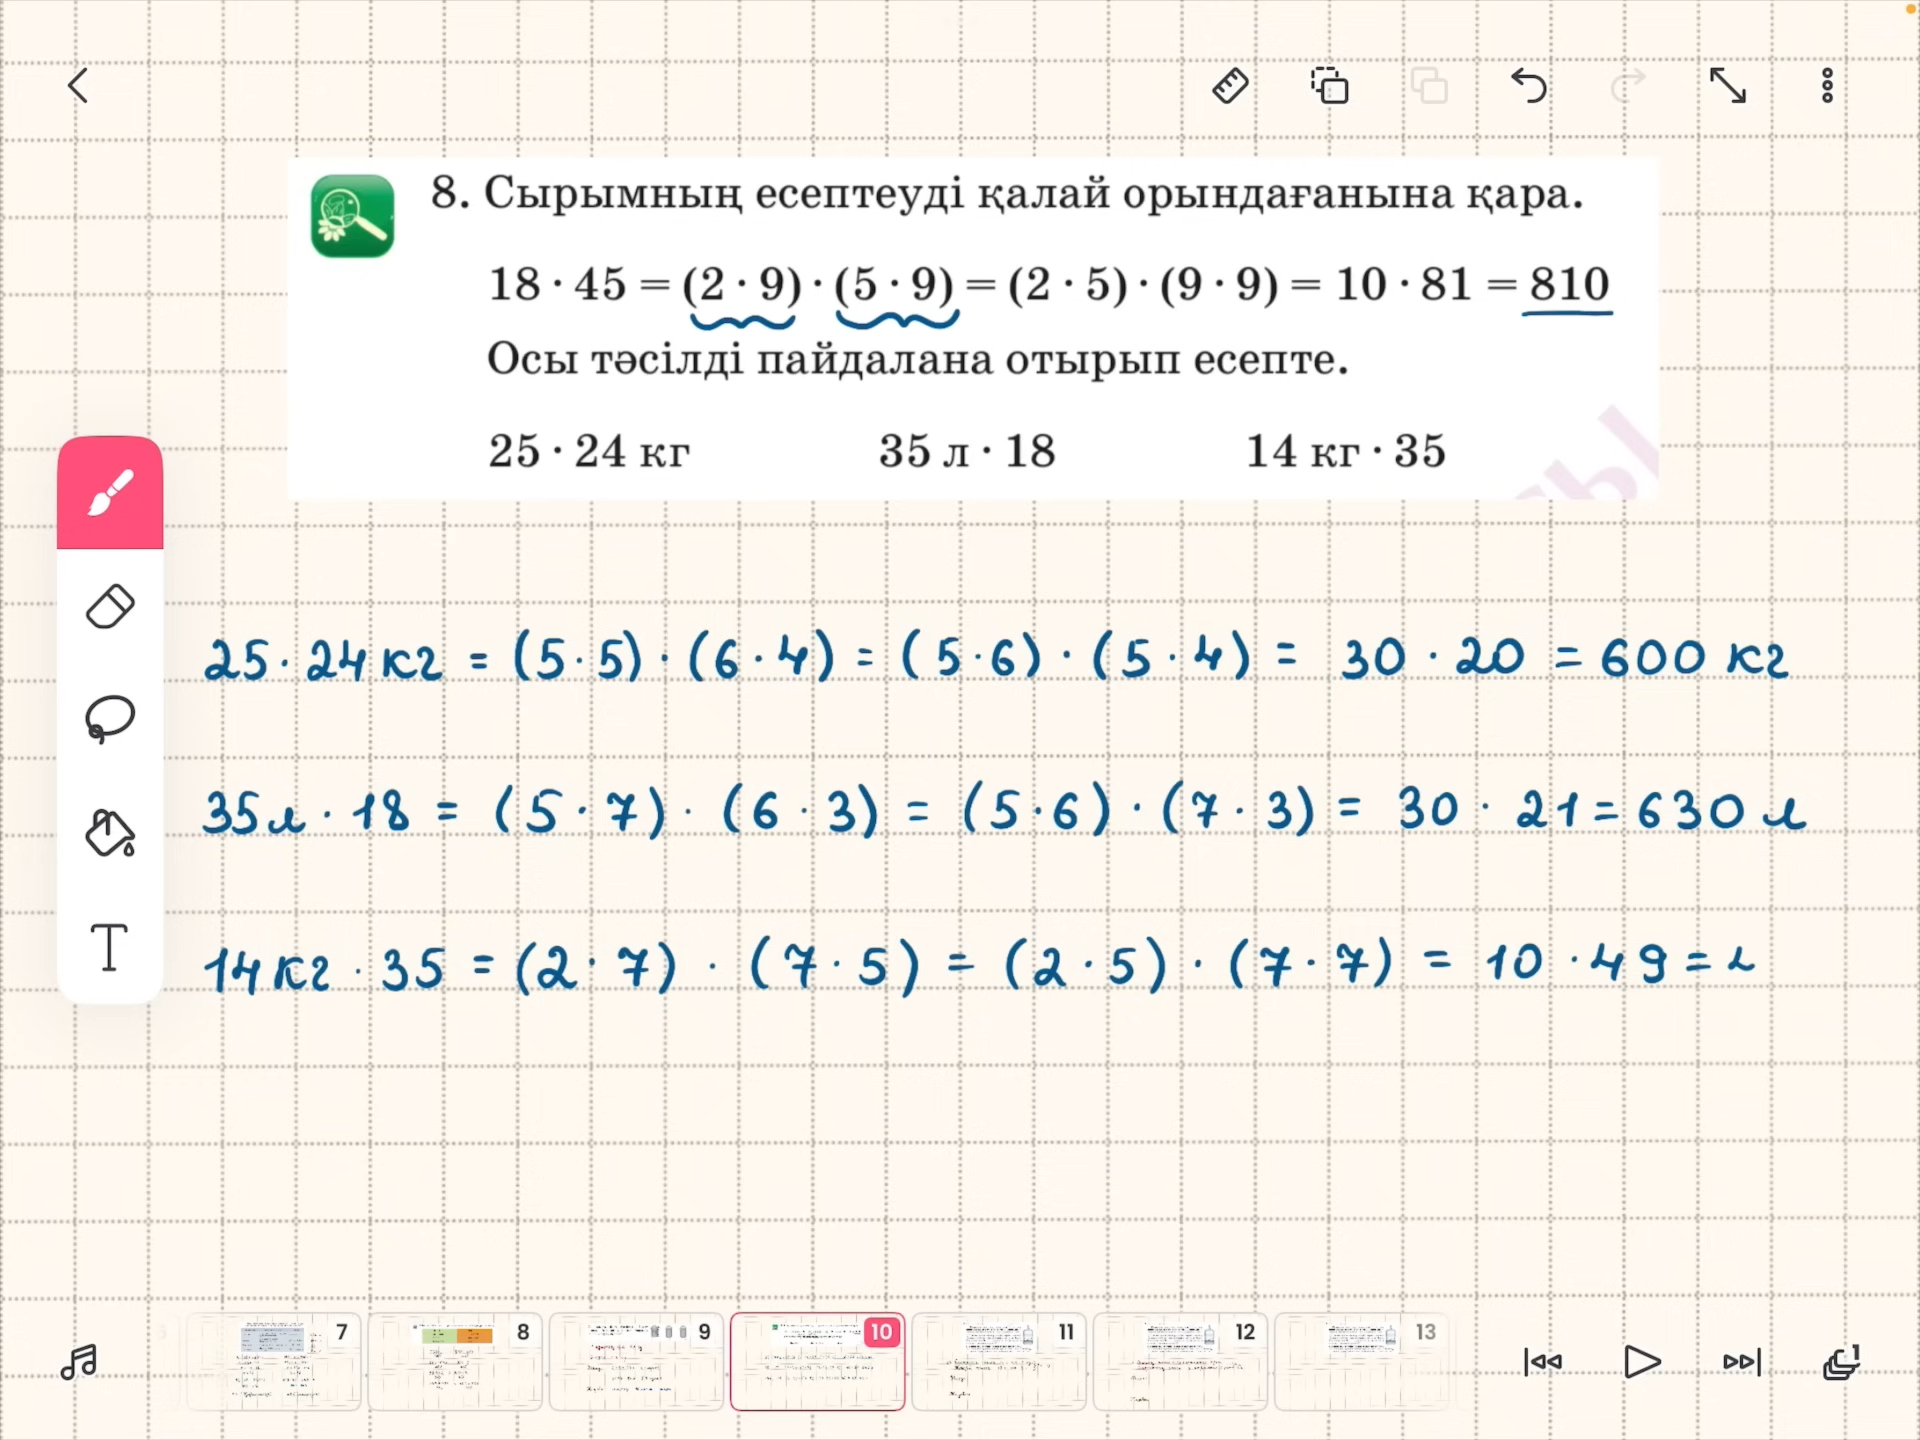 8. Сырымның есептеуді қалай орындағанына қара.
18 · 45 = (2 · 9) · (5 · 9) = (2 · 5) · (9 · 9) = 10 · 81 = 810
Осы тәсілді пайдалана отырып есепте.
25 · 24 кг 35 л · 18 14 кг · 35
25 · 24 кг = (5 · 5) · (6 · 4) = (5 · 6) · (5 · 4) = 30 · 20 = 600 кг
35 л · 18 = (5 · 7) · (6 · 3) = (5 · 6) · (7 · 3) = 30 · 21 = 630 л
14 кг · 35 = (2 · 7) · (7 · 5) = (2 · 5) · (7 · 7) = 10 · 49 =
T
7 8 9 10 11 12 13
1